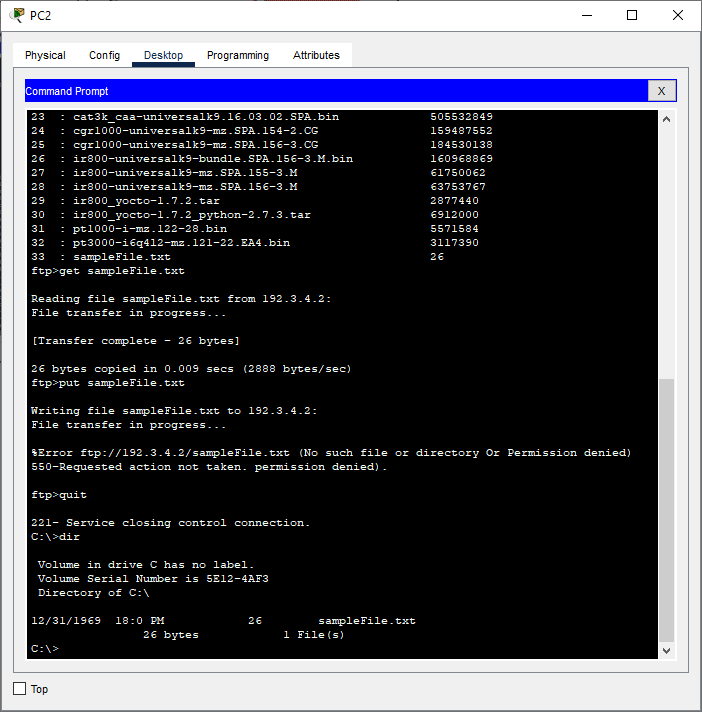 PC2
Physical Config Desktop Programming Attributes
Command Prompt X
23 : cat3k_caa-universalk9.16.03.02.SPA.bin 505532849
24 : cgr1000-universalk9-mz.SPA.154-2.CG 159487552
25 : cgr1000-universalk9-mz.SPA.156-3.CG 184530138
26 : ir800-universalk9-bundle.SPA.156-3.M.bin 160968869
27 : ir800-universalk9-mz.SPA.155-3.M 61750062
28 : ir800-universalk9-mz.SPA.156-3.M 63753767
29 : ir800_yocto-1.7.2.tar 2877440
30 : ir800_yocto-1.7.2_python-2.7.3.tar 6912000
31 : pt1000-i-mz.122-28.bin 5571584
32 : pt3000-i6q4l2-mz.121-22.EA4.bin 3117390
33 : sampleFile.txt 26
ftp>get sampleFile.txt
Reading file sampleFile.txt from 192.3.4.2:
File transfer in progress...
[Transfer complete - 26 bytes]
26 bytes copied in 0.009 secs (2888 bytes/sec)
ftp>put sampleFile.txt
Writing file sampleFile.txt to 192.3.4.2:
File transfer in progress...
%Error ftp://192.3.4.2/sampleFile.txt (No such file or directory Or Permission denied)
550-Requested action not taken. permission denied).
ftp>quit
221- Service closing control connection.
C:\>dir
Volume in drive C has no label.
Volume Serial Number is 5E12-4AF3
Directory of C:\
12/31/1969 18:0 PM 26 sampleFile.txt
26 bytes 1 File(s)
C:\>
Top